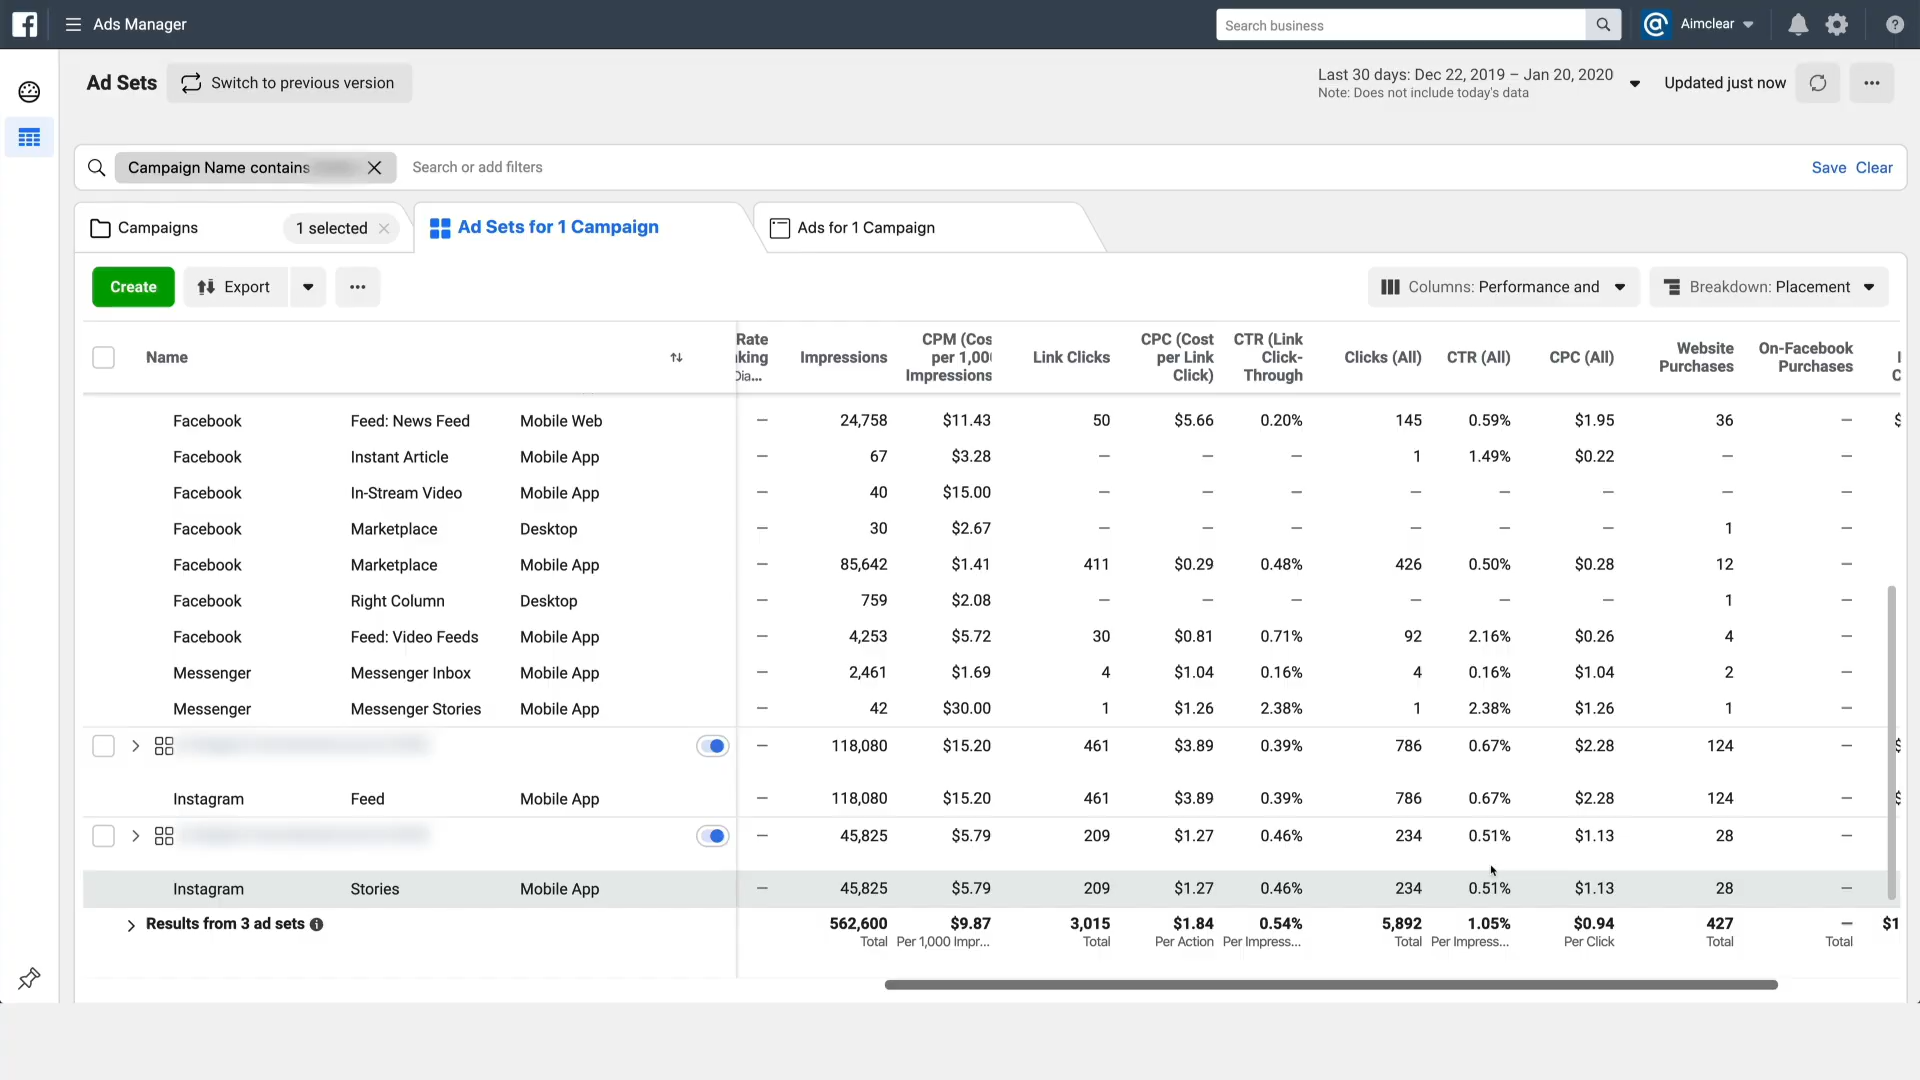 Ads Manager
Search business
Aimclear
Ad Sets
Switch to previous version
Last 30 days: Dec 22, 2019 – Jan 20, 2020
Note: Does not include today's data
Updated just now
Campaign Name contains
Search or add filters
Save Clear
Campaigns 1 selected
Ad Sets for 1 Campaign
Ads for 1 Campaign
Create Export
Columns: Performance and
Breakdown: Placement
Name
Rate
Impressions
CPM (Cos
per 1,00
Impressions
Link Clicks
CPC (Cost
per Link
Click)
CTR (Link
Click-
Through
Clicks (All) CTR (All) CPC (All)
Website
Purchases
On-Facebook
Purchases
Facebook Feed: News Feed Mobile Web — 24,758 $11.43 50 $5.66 0.20% 145 0.59% $1.95 36 — $
Facebook Instant Article Mobile App — 67 $3.28 — — — 1 1.49% $0.22 — —
Facebook In-Stream Video Mobile App — 40 $15.00 — — — — — — — —
Facebook Marketplace Desktop — 30 $2.67 — — — — — — 1 —
Facebook Marketplace Mobile App — 85,642 $1.41 411 $0.29 0.48% 426 0.50% $0.28 12 —
Facebook Right Column Desktop — 759 $2.08 — — — — — — 1 —
Facebook Feed: Video Feeds Mobile App — 4,253 $5.72 30 $0.81 0.71% 92 2.16% $0.26 4 —
Messenger Messenger Inbox Mobile App — 2,461 $1.69 4 $1.04 0.16% 4 0.16% $1.04 2 —
Messenger Messenger Stories Mobile App — 42 $30.00 1 $1.26 2.38% 1 2.38% $1.26 1 —
— 118,080 $15.20 461 $3.89 0.39% 786 0.67% $2.28 124 — $
Instagram Feed Mobile App — 118,080 $15.20 461 $3.89 0.39% 786 0.67% $2.28 124 — $
— 45,825 $5.79 209 $1.27 0.46% 234 0.51% $1.13 28 —
Instagram Stories Mobile App — 45,825 $5.79 209 $1.27 0.46% 234 0.51% $1.13 28 —
Results from 3 ad sets 562,600 $9.87 3,015 $1.84 0.54% 5,892 1.05% $0.94 427 — $1
Total Per 1,000 Impr... Total Per Action Per Impress... Total Per Impress... Per Click Total Total